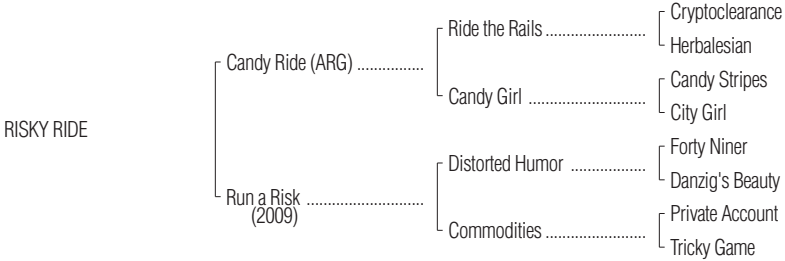 Cryptoclearance
Ride the Rails ........................
Herbalesian
Candy Ride (ARG) ................
Candy Stripes
Candy Girl ............................
City Girl
RISKY RIDE
Forty Niner
Distorted Humor ..................
Danzig's Beauty
Run a Risk ............................
(2009)
Private Account
Commodities ........................
Tricky Game